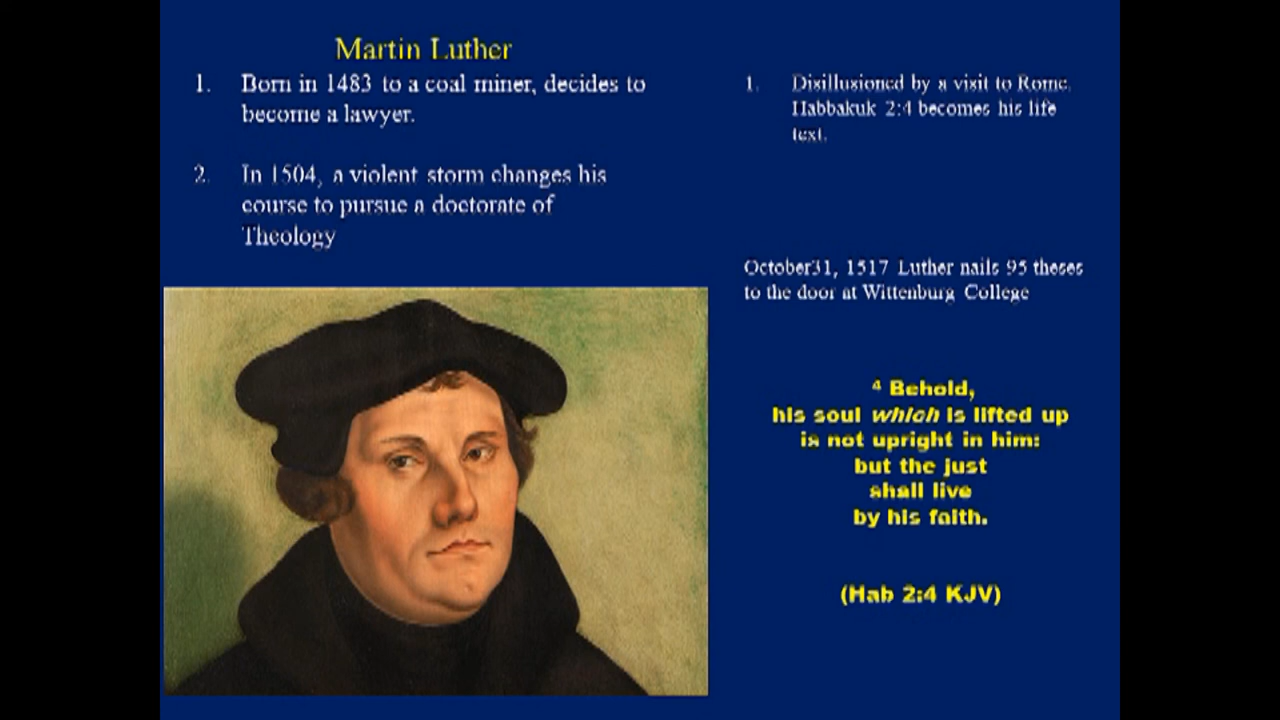 Martin Luther
1. Born in 1483 to a coal miner, decides to
become a lawyer.
2. In 1504, a violent storm changes his
course to pursue a doctorate of
Theology
1. Disillusioned by a visit to Rome.
Habbakuk 2:4 becomes his life
text.
October31, 1517 Luther nails 95 theses
to the door at Wittenburg College
4 Behold,
his soul which is lifted up
is not upright in him:
but the just
shall live
by his faith.
(Hab 2:4 KJV)